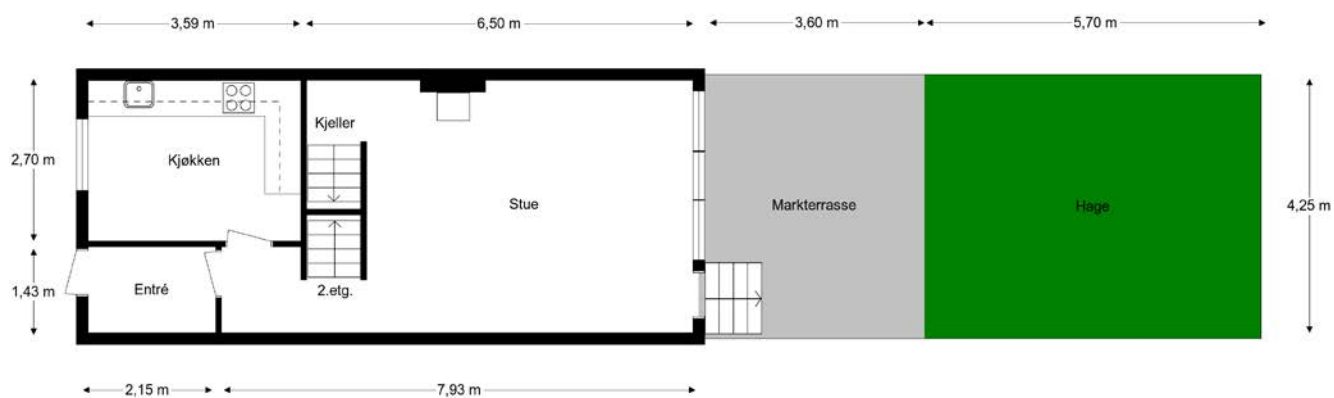 3,59 m
6,50 m
3,60 m
5,70 m
Kjeller
2,70 m
Kjøkken
Stue
Markterrasse
Hage
4,25 m
1,43 m
Entré
2.etg.
2,15 m
7,93 m